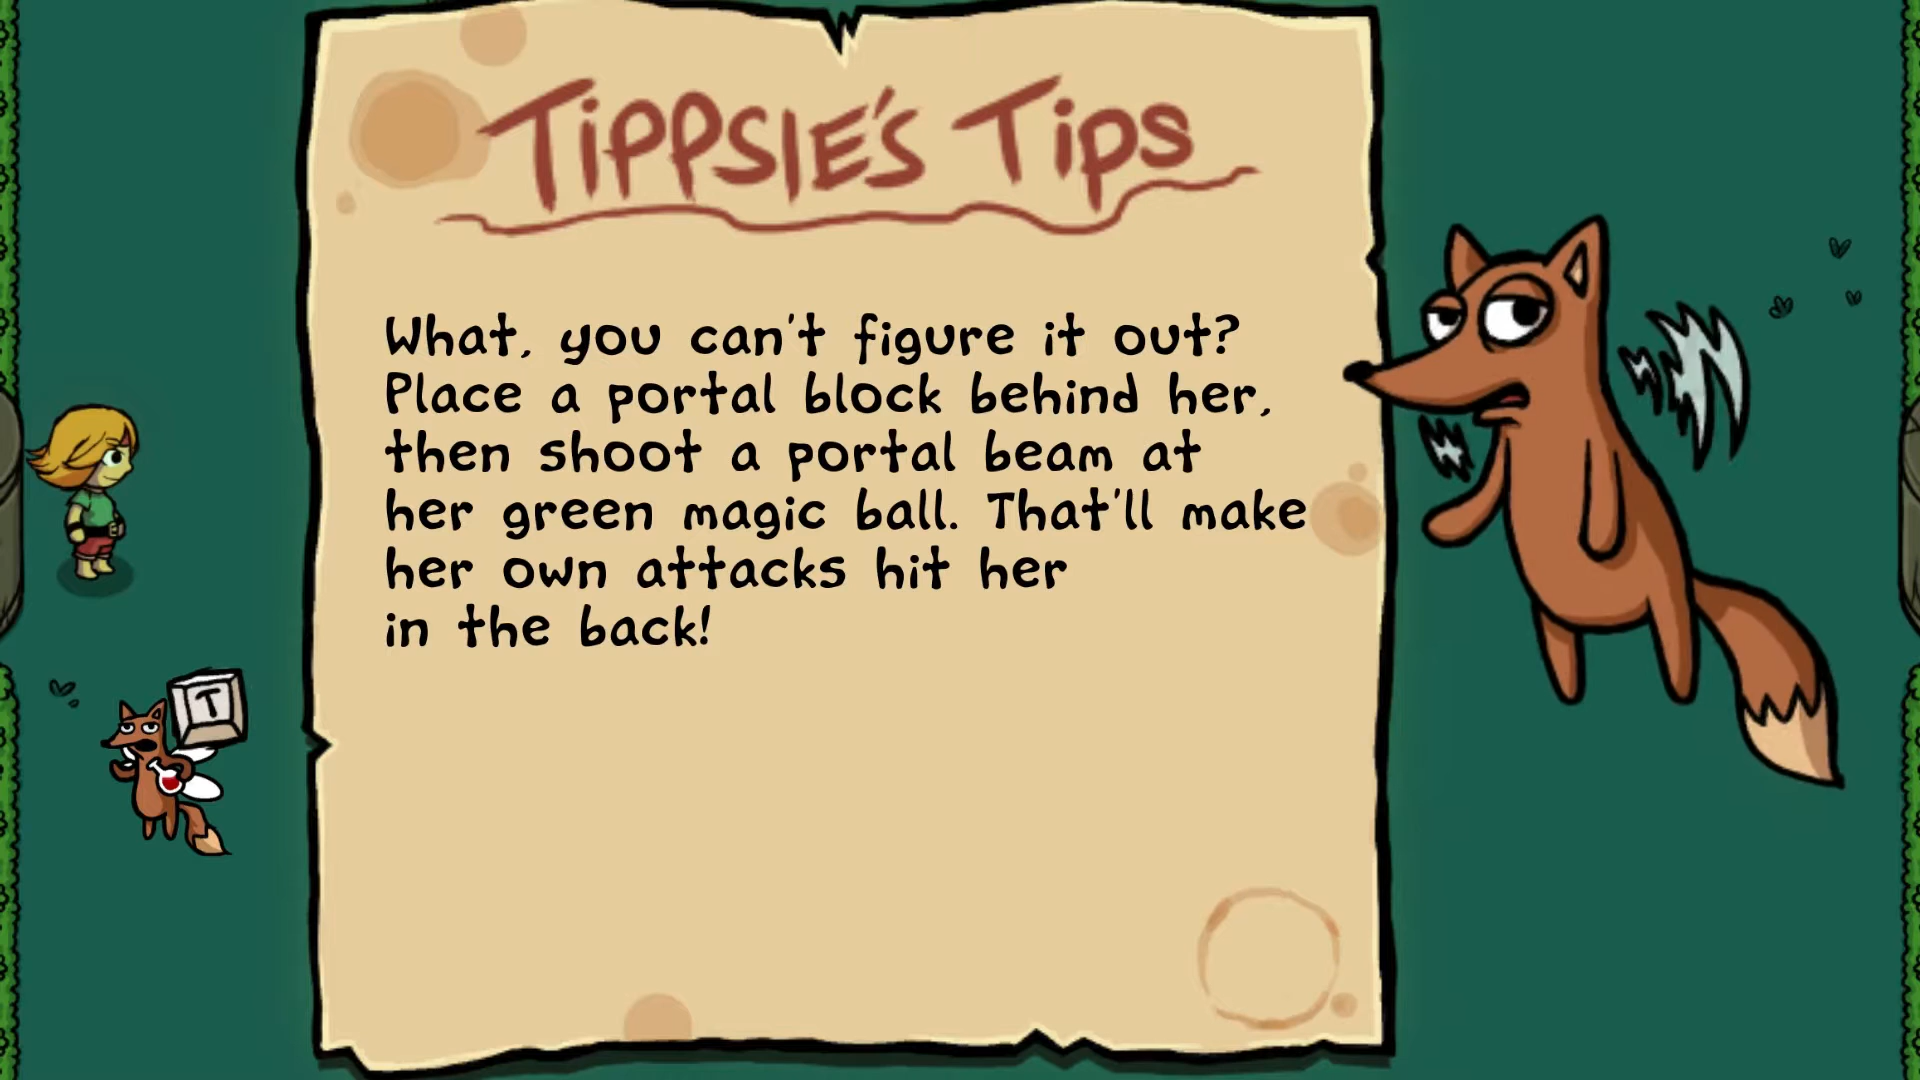 Tippsie's Tips
What, you can't figure it out?
Place a portal block behind her,
then shoot a portal beam at
her green magic ball. That'll make
her own attacks hit her
in the back!
T